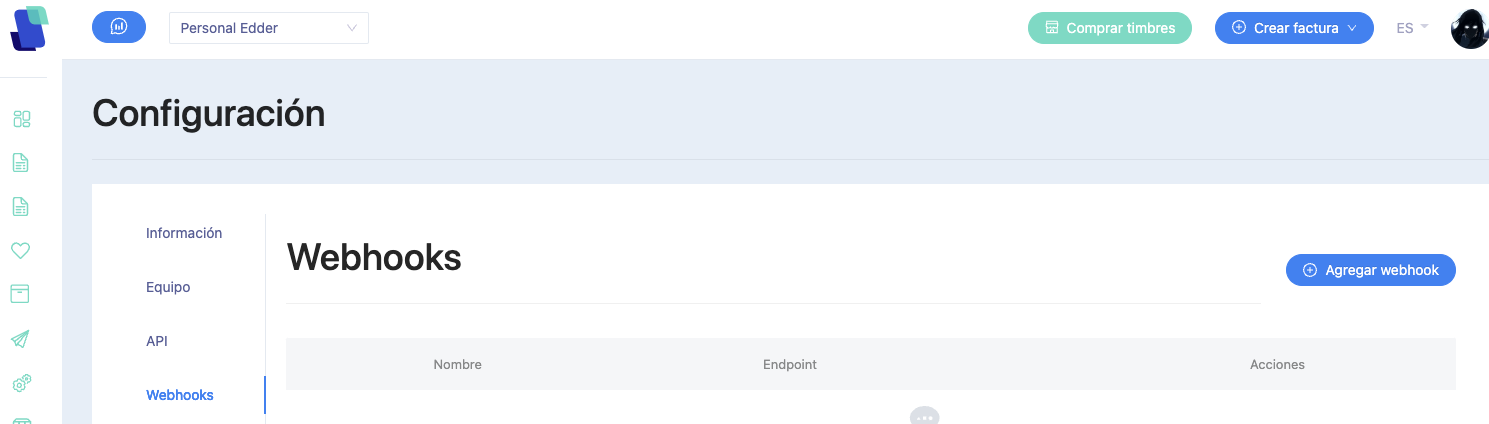 Personal Edder
Comprar timbres
Crear factura
ES
Configuración
Información
Equipo
API
Webhooks
Webhooks
Agregar webhook
Nombre Endpoint Acciones